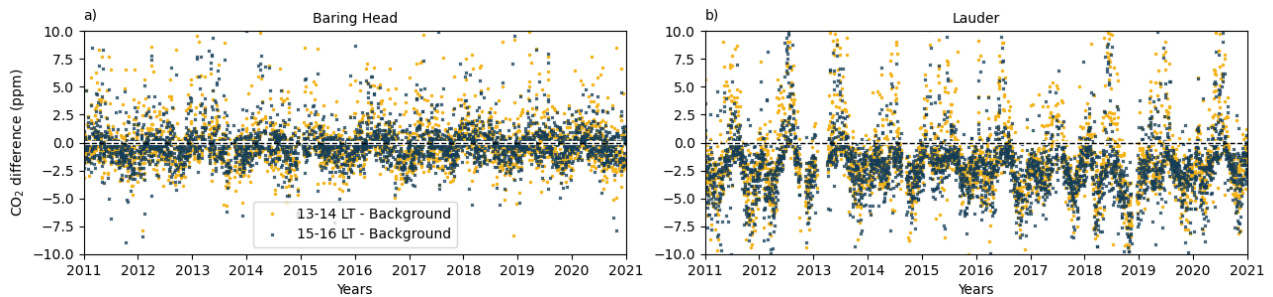 a)
Baring Head
10.0
7.5
5.0
2.5
0.0
−2.5
−5.0
−7.5
−10.0
CO₂ difference (ppm)
13-14 LT - Background
15-16 LT - Background
2011 2012 2013 2014 2015 2016 2017 2018 2019 2020 2021
Years
b)
Lauder
10.0
7.5
5.0
2.5
0.0
−2.5
−5.0
−7.5
−10.0
2011 2012 2013 2014 2015 2016 2017 2018 2019 2020 2021
Years